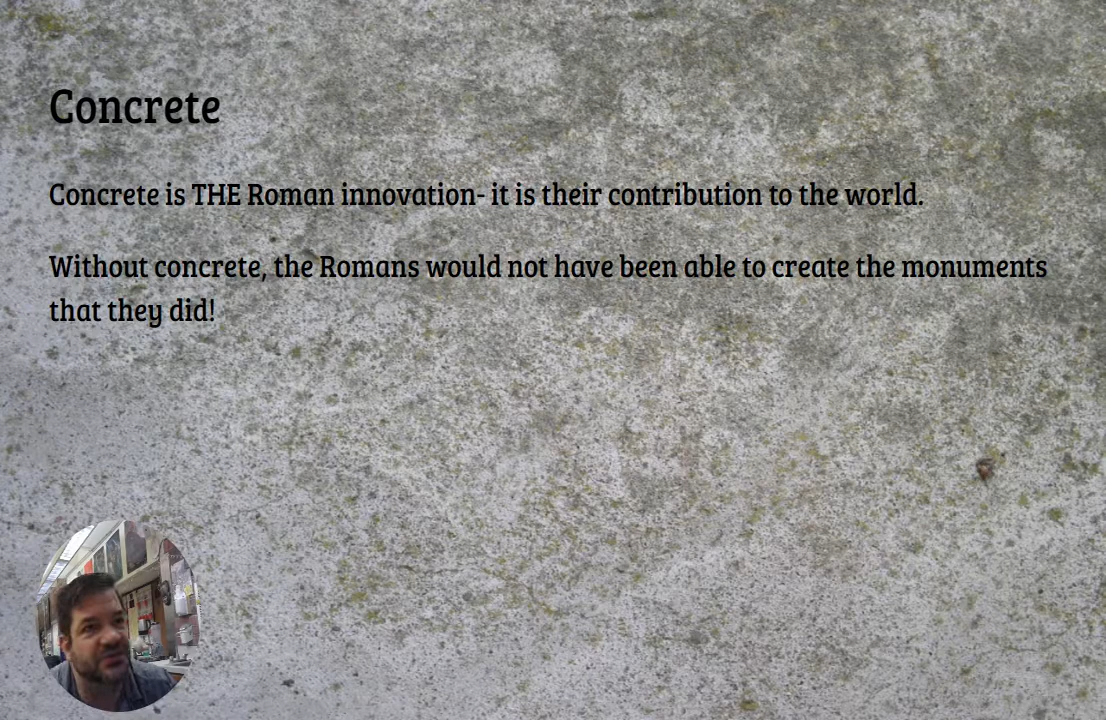 Concrete
Concrete is THE Roman innovation- it is their contribution to the world.
Without concrete, the Romans would not have been able to create the monuments
that they did!